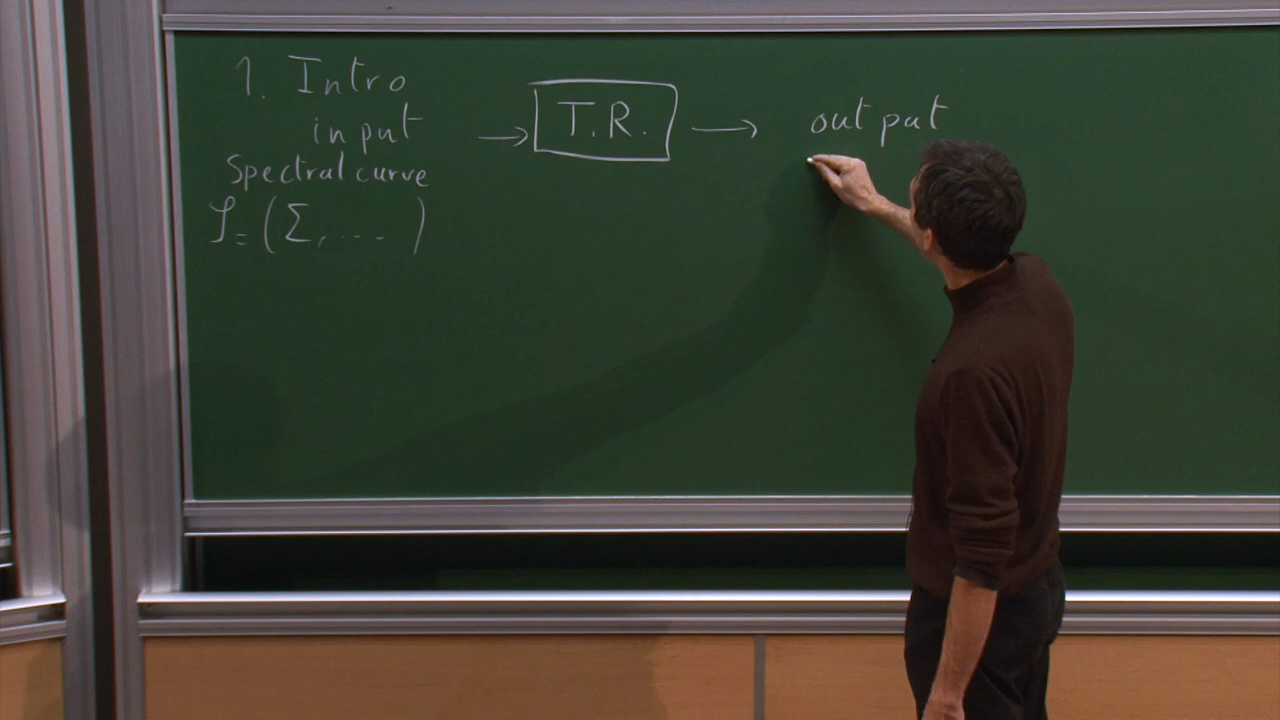 1. Intro
input → T.R. → output
Spectral curve
𝒮 = (Σ, .... )